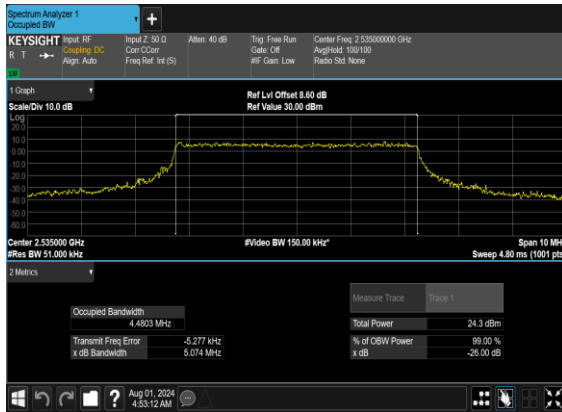 Spectrum Analyzer 1
Occupied BW
KEYSIGHT Input: RF Input Z: 50 Ω Atten: 40 dB Trig: Free Run Center Freq: 2.535000000 GHz
R T Coupling: DC Corr CCorr Gate: Off Avg|Hold: 100/100
Align: Auto Freq Ref: Int (S) #IF Gain: Low Radio Std: None
1 Graph
Ref Lvl Offset 8.60 dB
Scale/Div 10.0 dB Ref Value 30.00 dBm
Log
20.0
10.0
0.00
-10.0
-20.0
-30.0
-40.0
-50.0
-60.0
Center 2.535000 GHz #Video BW 150.00 kHz* Span 10 MH
#Res BW 51.000 kHz Sweep 4.80 ms (1001 pts
2 Metrics
Measure Trace Trace 1
Occupied Bandwidth
4.4803 MHz Total Power 24.3 dBm
Transmit Freq Error -5.277 kHz % of OBW Power 99.00 %
x dB Bandwidth 5.074 MHz x dB -26.00 dB
Aug 01, 2024
4:53:12 AM